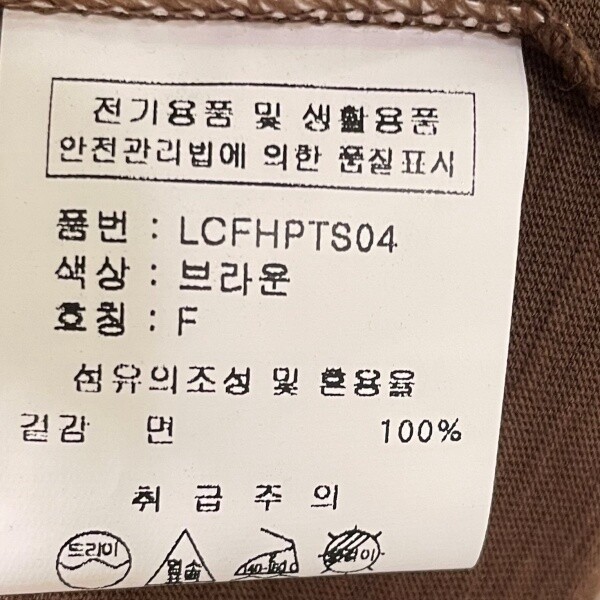 전기용품 및 생활용품
안전관리법에 의한 품질표시
품번 : LCFHPTS04
색상 : 브라운
호칭 : F
섬유의조성 및 혼용율
겉감 면 100%
취급주의
드라이